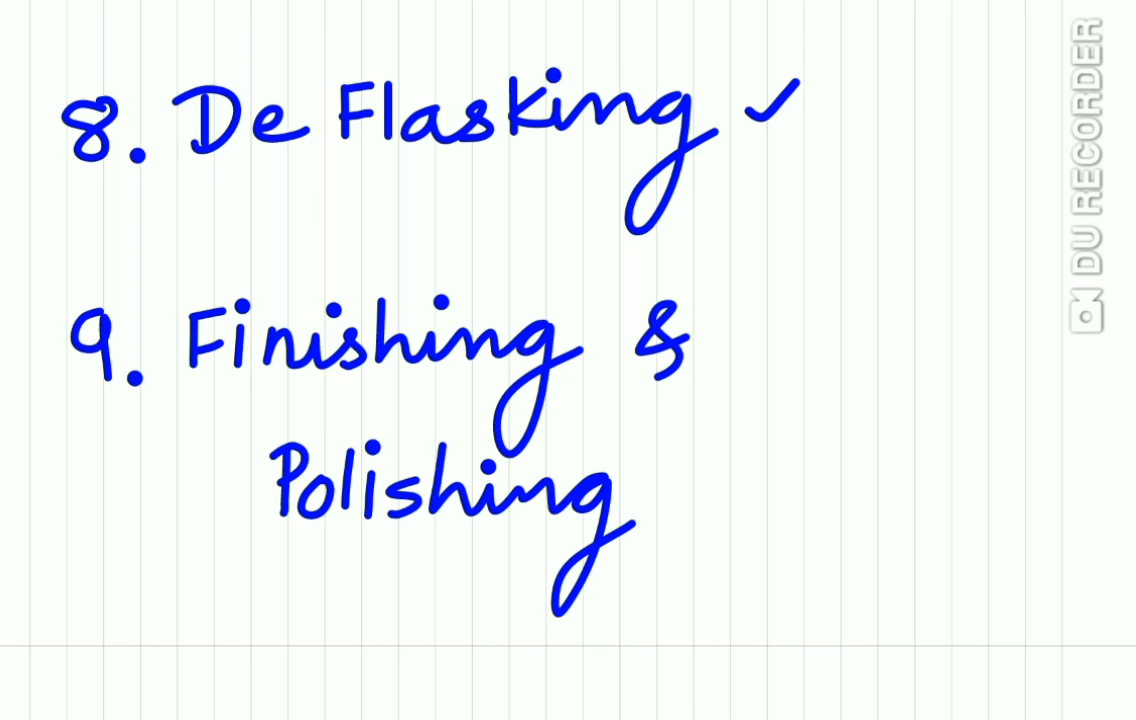 8. De Flasking ✓
9. Finishing &
Polishing
DU RECORDER